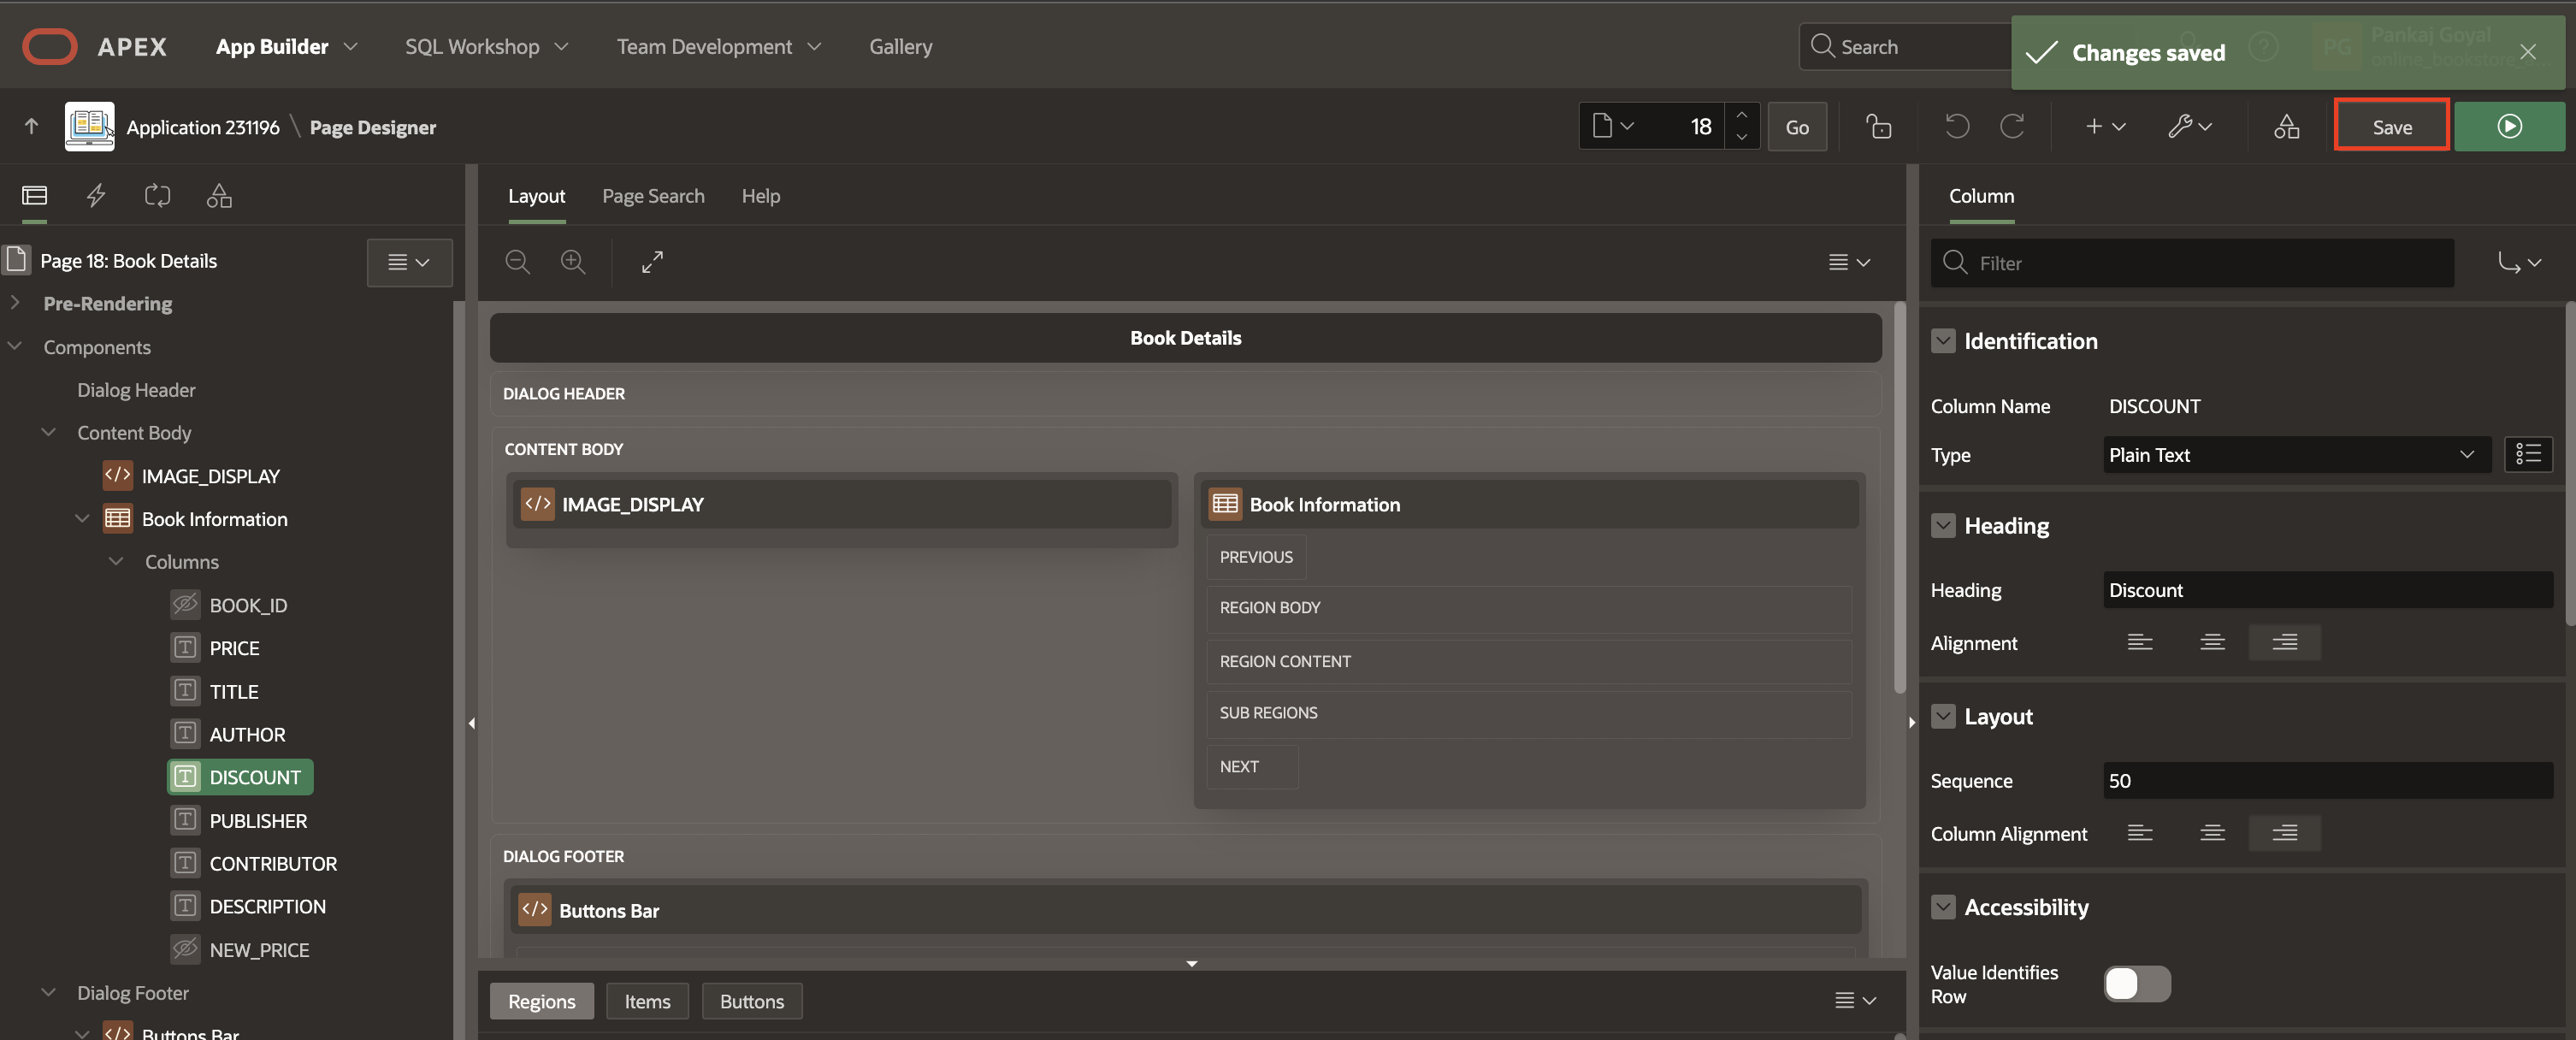 APEX
App Builder
SQL Workshop
Team Development
Gallery
Search
Changes saved
PG
Pankaj Goyal
Application 231196 \ Page Designer
18
Go
Save
Layout
Page Search
Help
Column
Page 18: Book Details
Pre-Rendering
Components
Dialog Header
Content Body
IMAGE_DISPLAY
Book Information
Columns
BOOK_ID
PRICE
TITLE
AUTHOR
DISCOUNT
PUBLISHER
CONTRIBUTOR
DESCRIPTION
NEW_PRICE
Dialog Footer
Buttons Bar
Book Details
DIALOG HEADER
CONTENT BODY
IMAGE_DISPLAY
Book Information
PREVIOUS
REGION BODY
REGION CONTENT
SUB REGIONS
NEXT
DIALOG FOOTER
Buttons Bar
Regions
Items
Buttons
Filter
Identification
Column Name DISCOUNT
Type Plain Text
Heading
Heading Discount
Alignment
Layout
Sequence 50
Column Alignment
Accessibility
Value Identifies
Row